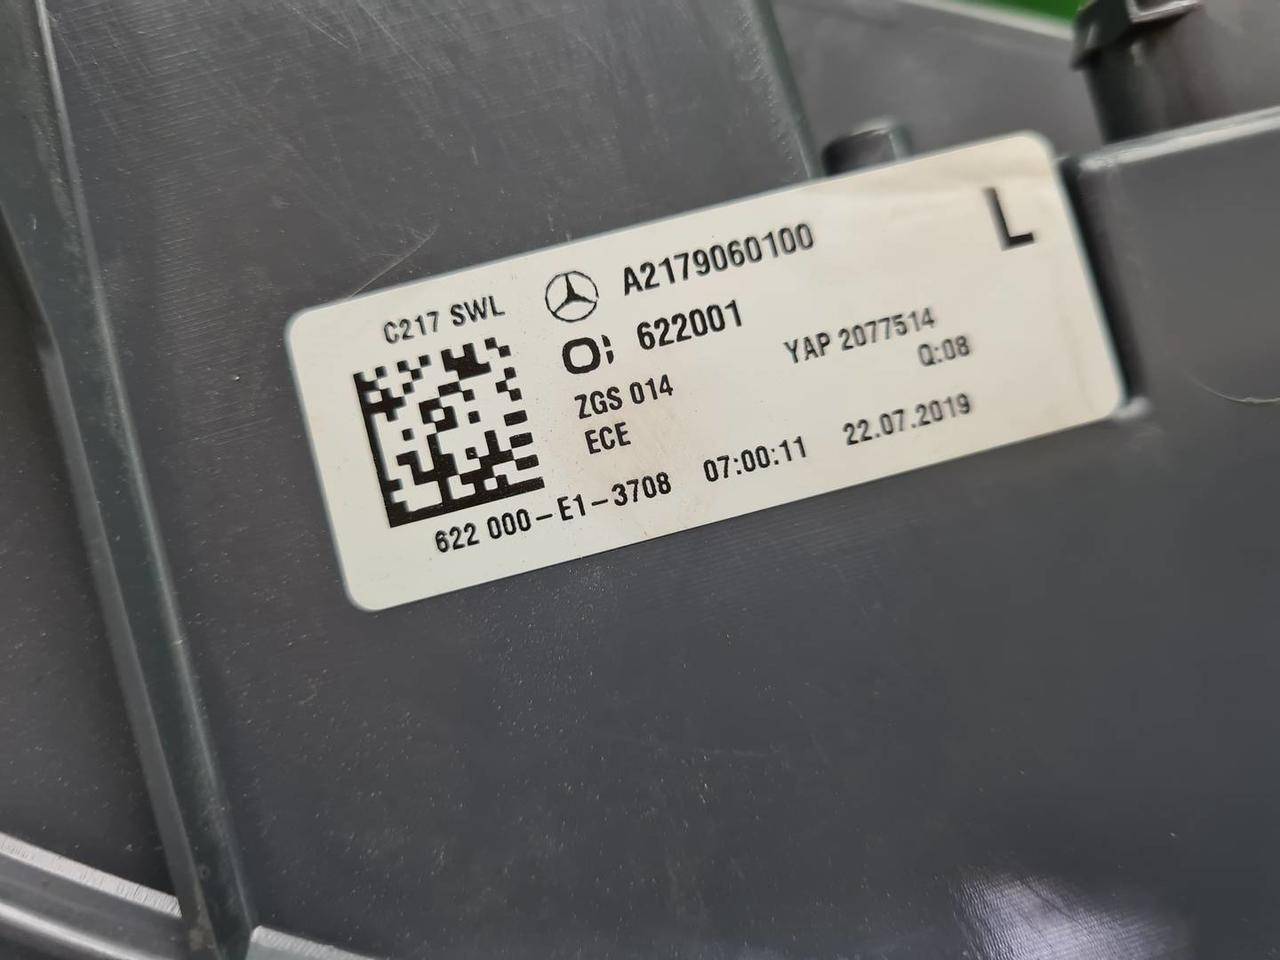 C217 SWL
A2179060100
L
622001
ZGS 014
YAP 2077514
ECE
Q:08
622 000-E1-3708 07:00:11 22.07.2019